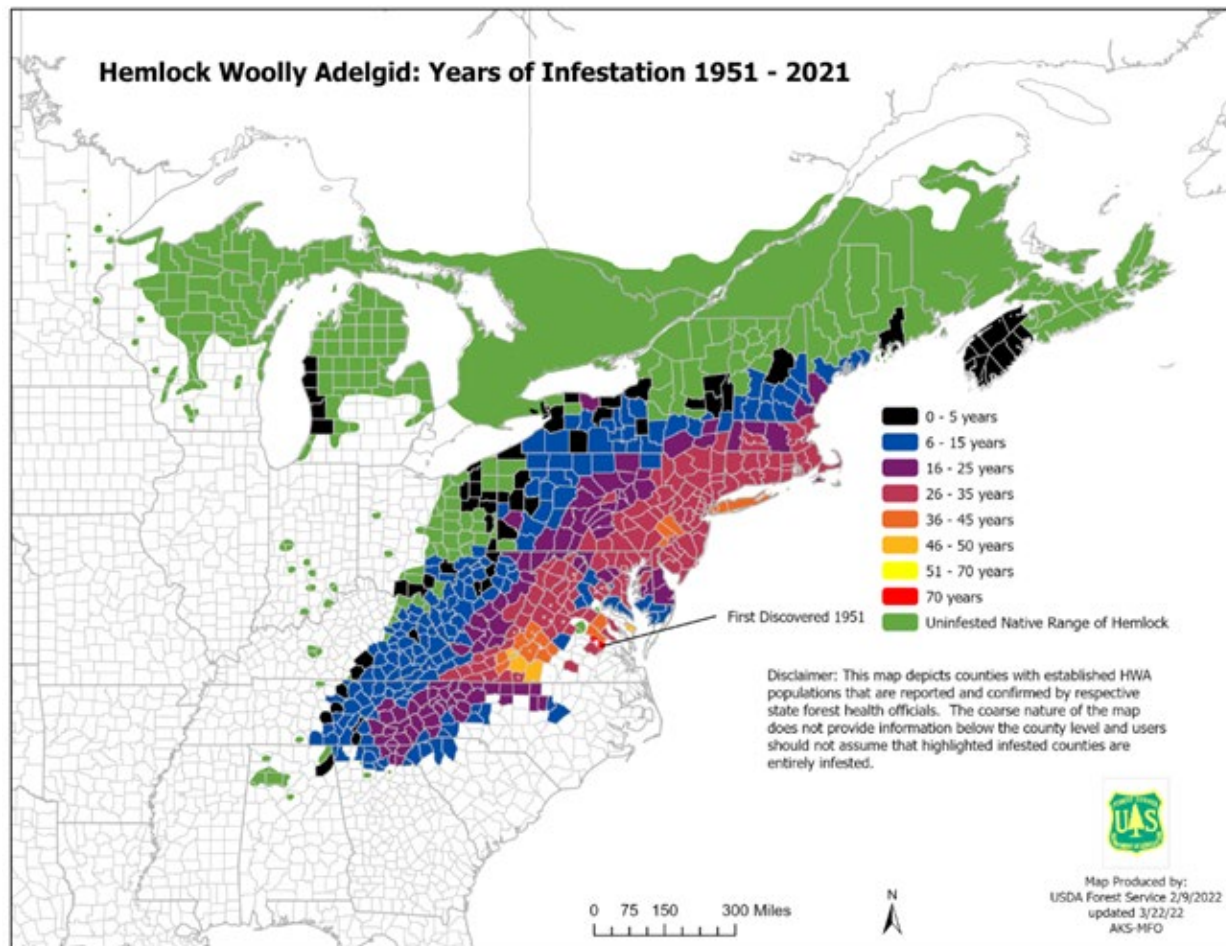 Hemlock Woolly Adelgid: Years of Infestation 1951 - 2021
0 - 5 years
6 - 15 years
16 - 25 years
26 - 35 years
36 - 45 years
46 - 50 years
51 - 70 years
70 years
Uninfested Native Range of Hemlock
First Discovered 1951
Disclaimer: This map depicts counties with established HWA
populations that are reported and confirmed by respective
state forest health officials. The coarse nature of the map
does not provide information below the county level and users
should not assume that highlighted infested counties are
entirely infested.
U S
Map Produced by:
USDA Forest Service 2/9/2022
updated 3/22/22
AKS-MFO
N
0 75 150 300 Miles